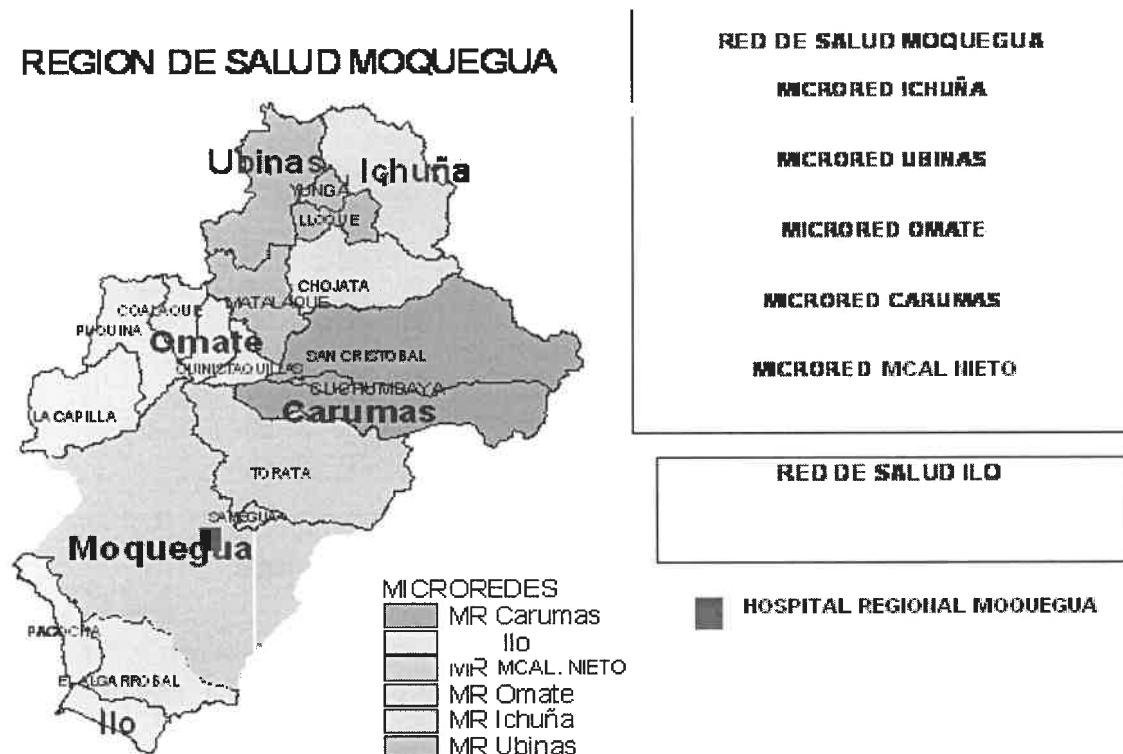 REGION DE SALUD MOQUEGUA
Ubinas
Ichuña
YUNGA
LLOQUE
CHOJATA
MATALAQUE
COALAQUE
PUQUINA
Omate
QUINISTAQUILLAS
SAN CRISTOBAL
CUCHUMBAYA
Carumas
LA CAPILLA
TORATA
SAMEGUA
Moquegua
PACOCHA
EL ALGARROBAL
Ilo
MICROREDES
MR Carumas
Ilo
MR MCAL. NIETO
MR Omate
MR Ichuña
MR Ubinas
RED DE SALUD MOQUEGUA
MICRORED ICHUÑA
MICRORED UBINAS
MICRORED OMATE
MICRORED CARUMAS
MICRORED MCAL NIETO
RED DE SALUD ILO
HOSPITAL REGIONAL MOQUEGUA